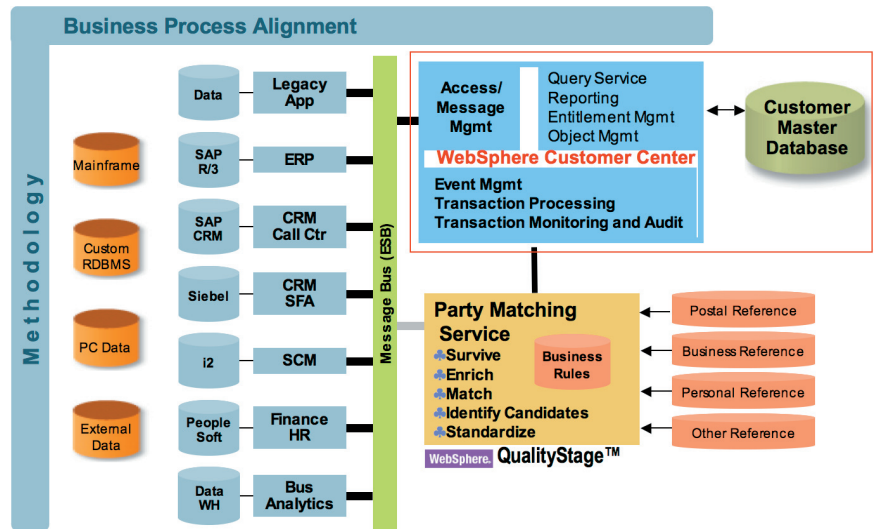 Business Process Alignment
Methodology
Mainframe
Custom
RDBMS
PC Data
External
Data
Data
Legacy
App
SAP
R/3
ERP
SAP
CRM
CRM
Call Ctr
Siebel
CRM
SFA
i2
SCM
People
Soft
Finance
HR
Data
WH
Bus
Analytics
Message Bus (ESB)
Access/
Message
Mgmt
Query Service
Reporting
Entitlement Mgmt
Object Mgmt
WebSphere Customer Center
Event Mgmt
Transaction Processing
Transaction Monitoring and Audit
Customer
Master
Database
Party Matching
Service
Survive
Enrich
Match
Identify Candidates
Standardize
Business
Rules
WebSphere. QualityStage™
Postal Reference
Business Reference
Personal Reference
Other Reference